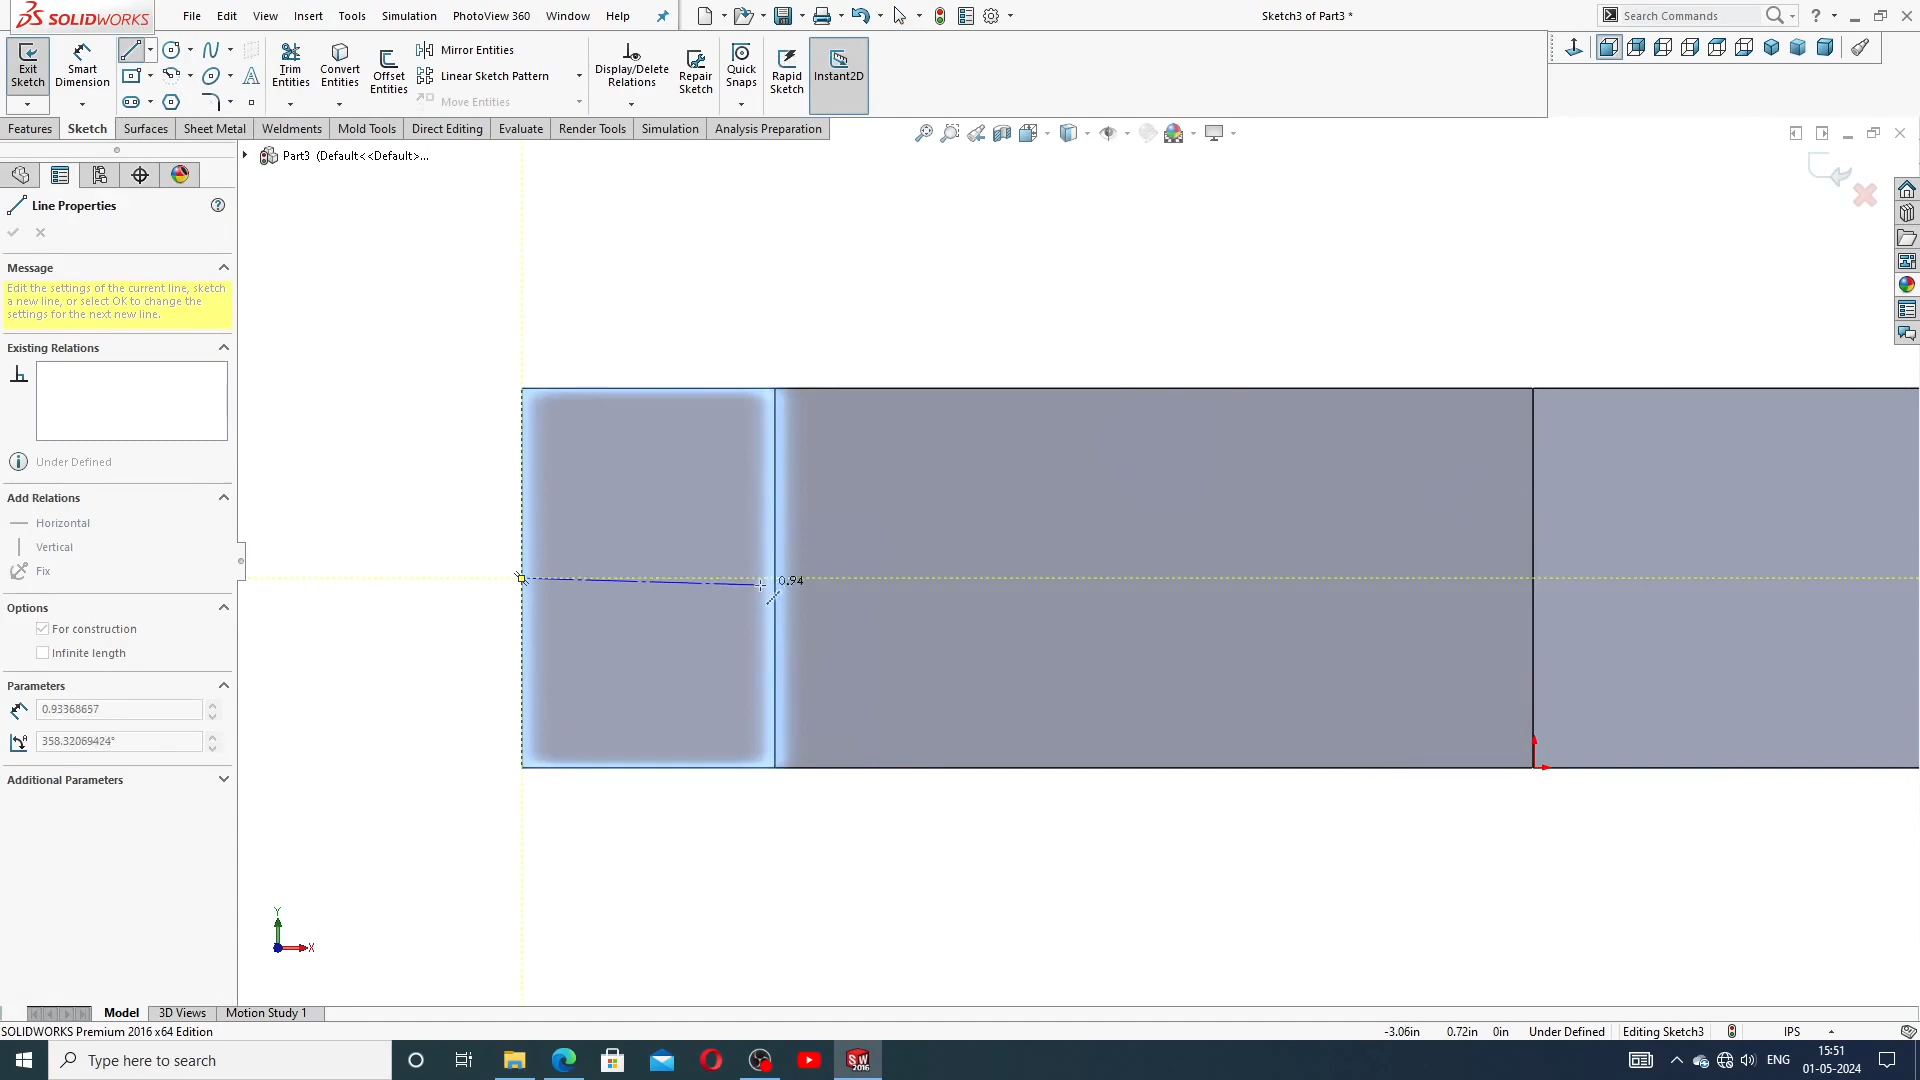 SOLIDWORKS
File Edit View Insert Tools Simulation PhotoView 360 Window Help
Sketch3 of Part3 *
Search Commands
Exit Sketch
Smart Dimension
Trim Entities
Convert Entities
Offset Entities
Mirror Entities
Linear Sketch Pattern
Move Entities
Display/Delete Relations
Repair Sketch
Quick Snaps
Rapid Sketch
Instant2D
Features Sketch Surfaces Sheet Metal Weldments Mold Tools Direct Editing Evaluate Render Tools Simulation Analysis Preparation
Part3 (Default<<Default>...
Line Properties
Message
Edit the settings of the current line, sketch
a new line, or select OK to change the
settings for the next new line.
Existing Relations
Under Defined
Add Relations
Horizontal
Vertical
Fix
Options
For construction
Infinite length
Parameters
0.93368657
358.32069424°
Additional Parameters
0.94
Y
X
Model 3D Views Motion Study 1
SOLIDWORKS Premium 2016 x64 Edition
-3.06in 0.72in 0in Under Defined Editing Sketch3 IPS
Type here to search
SW
2016
ENG
15:51
01-05-2024